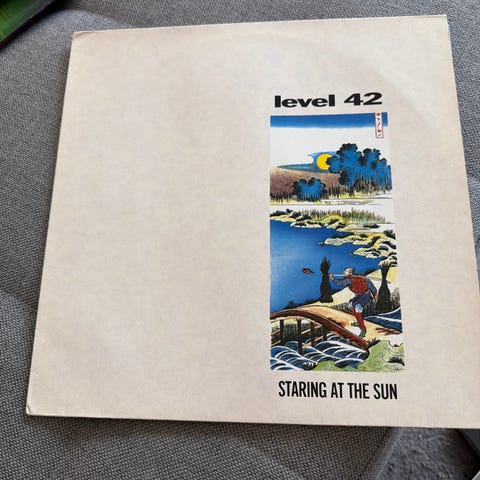 level 42
STARING AT THE SUN